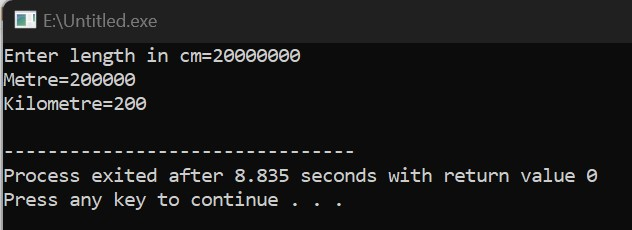 E:\Untitled.exe
Enter length in cm=20000000
Metre=200000
Kilometre=200
--------------------------------
Process exited after 8.835 seconds with return value 0
Press any key to continue . . .